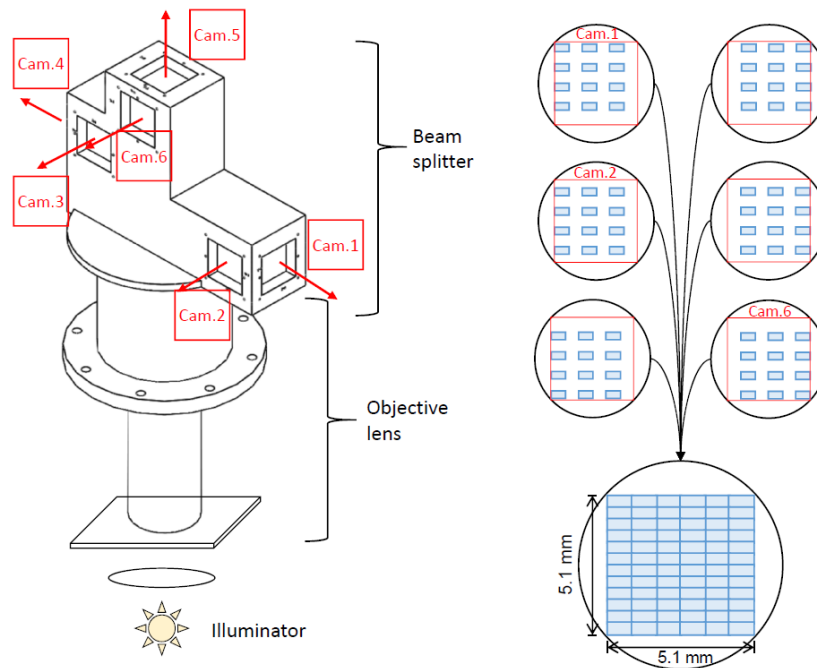 Cam.5
Cam.4
Cam.6
Cam.3
Cam.1
Cam.2
Beam
splitter
Objective
lens
Illuminator
Cam.1
Cam.2
Cam.6
5.1 mm
5.1 mm